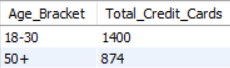 Age_Bracket Total_Credit_Cards
18-30 1400
50+ 874